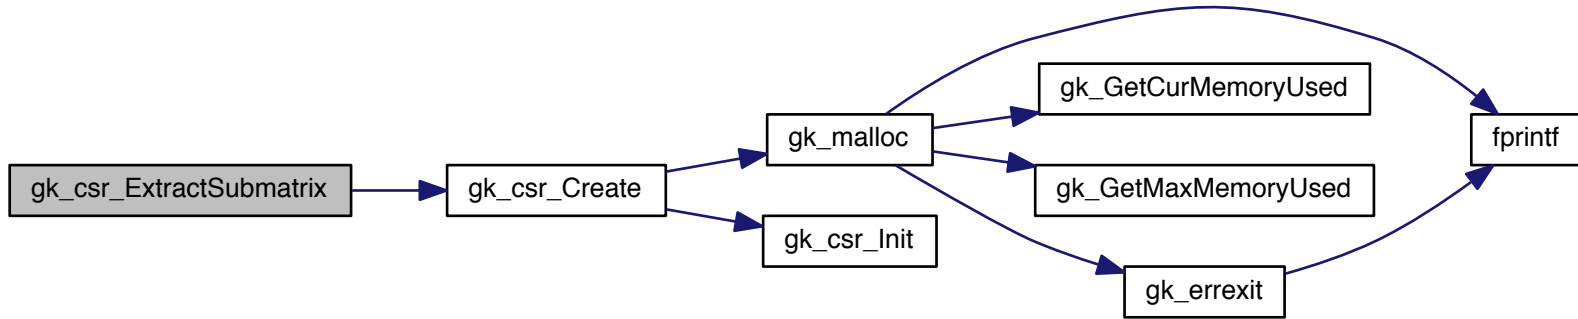 gk_csr_ExtractSubmatrix
gk_csr_Create
gk_malloc
gk_csr_Init
gk_GetCurMemoryUsed
gk_GetMaxMemoryUsed
gk_errexit
fprintf